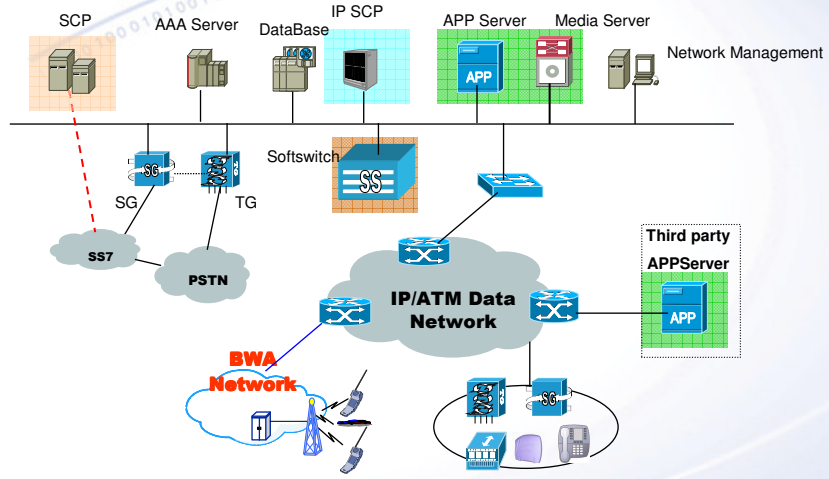 SCP
AAA Server
DataBase
IP SCP
APP Server
Media Server
Network Management
APP
Softswitch
SS
SG
SG
TG
SS7
PSTN
Third party
APPServer
APP
IP/ATM Data
Network
BWA
Network
SG